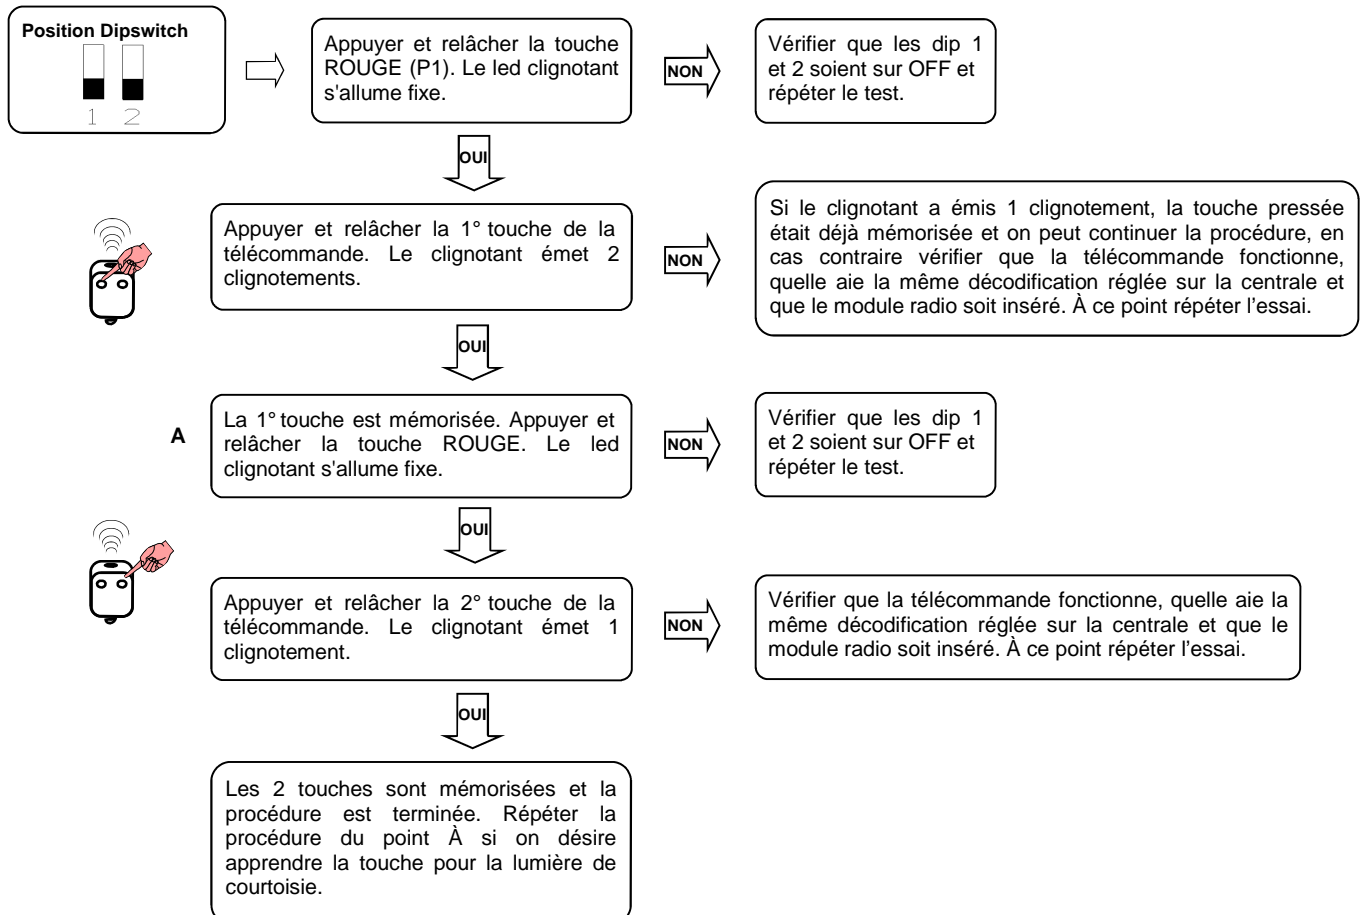 Position Dipswitch
1 2
Appuyer et relâcher la touche
ROUGE (P1). Le led clignotant
s'allume fixe.
NON
Vérifier que les dip 1
et 2 soient sur OFF et
répéter le test.
OUI
Appuyer et relâcher la 1° touche de la
télécommande. Le clignotant émet 2
clignotements.
NON
Si le clignotant a émis 1 clignotement, la touche pressée
était déjà mémorisée et on peut continuer la procédure, en
cas contraire vérifier que la télécommande fonctionne,
quelle aie la même décodification réglée sur la centrale et
que le module radio soit inséré. À ce point répéter l’essai.
OUI
A
La 1° touche est mémorisée. Appuyer et
relâcher la touche ROUGE. Le led
clignotant s'allume fixe.
NON
Vérifier que les dip 1
et 2 soient sur OFF et
répéter le test.
OUI
Appuyer et relâcher la 2° touche de la
télécommande. Le clignotant émet 1
clignotement.
NON
Vérifier que la télécommande fonctionne, quelle aie la
même décodification réglée sur la centrale et que le
module radio soit inséré. À ce point répéter l’essai.
OUI
Les 2 touches sont mémorisées et la
procédure est terminée. Répéter la
procédure du point À si on désire
apprendre la touche pour la lumière de
courtoisie.